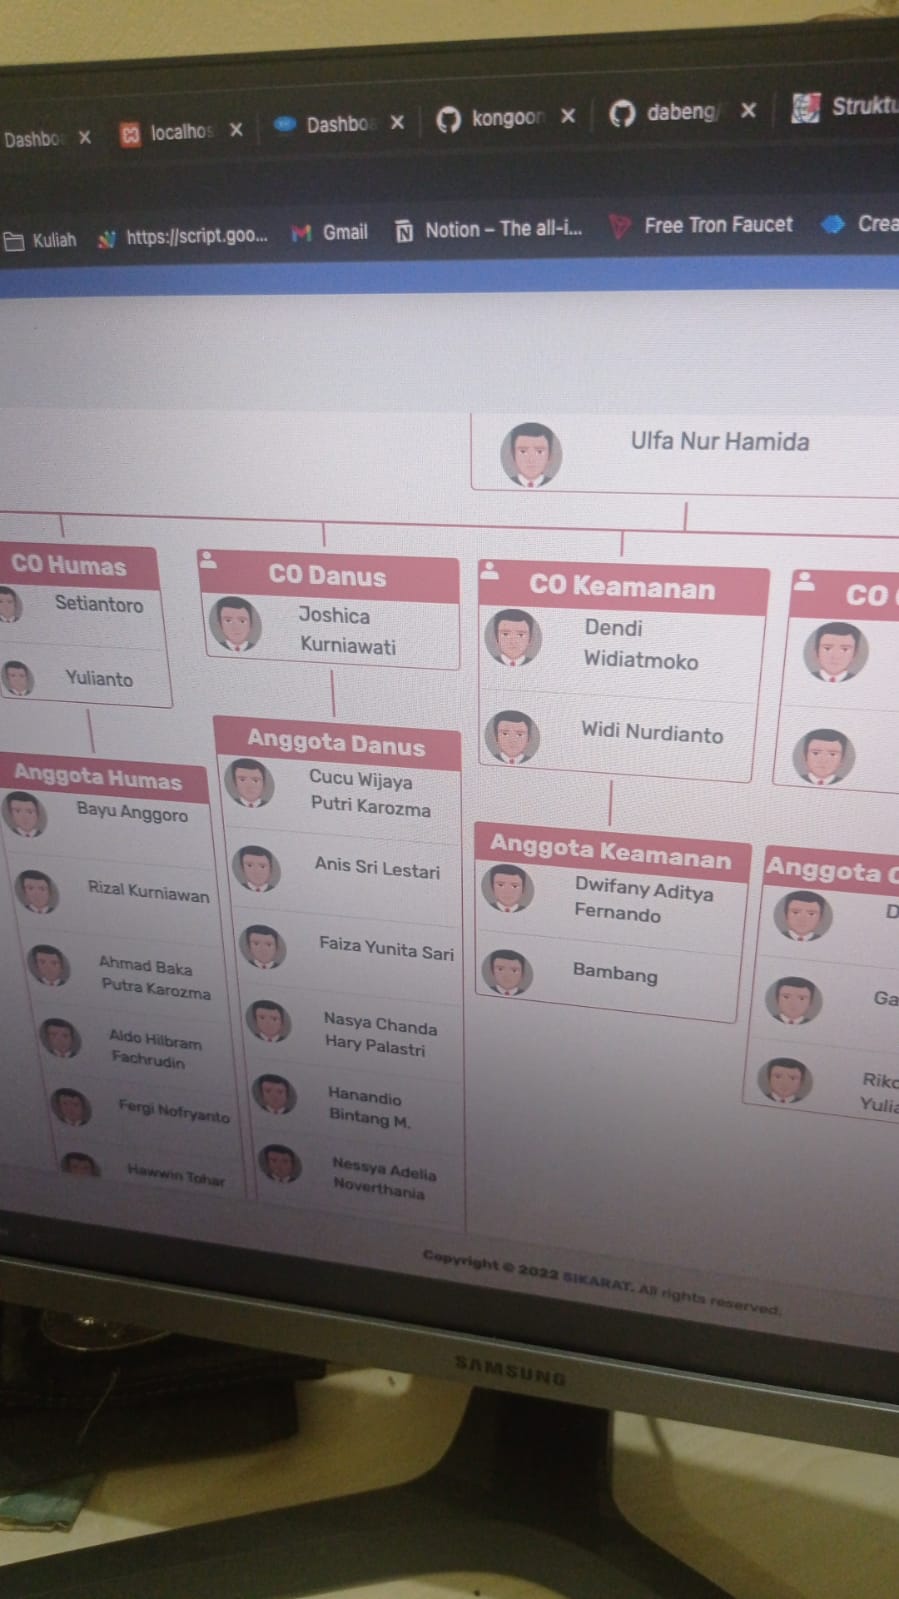 Dashbo
localhos
Dashboa
kongoon
dabeng/
Struktu
Kuliah
https://script.goo...
Gmail
Notion – The all-i...
Free Tron Faucet
Crea
Ulfa Nur Hamida
CO Humas
Setiantoro
Yulianto
Anggota Humas
Bayu Anggoro
Rizal Kurniawan
Ahmad Baka
Putra Karozma
Aldo Hilbram
Fachrudin
Fergi Nofryanto
Hawwin Tohar
CO Danus
Joshica
Kurniawati
Anggota Danus
Cucu Wijaya
Putri Karozma
Anis Sri Lestari
Faiza Yunita Sari
Nasya Chanda
Hary Palastri
Hanandio
Bintang M.
Nessya Adelia
Noverthania
CO Keamanan
Dendi
Widiatmoko
Widi Nurdianto
Anggota Keamanan
Dwifany Aditya
Fernando
Bambang
CO
Anggota
D
Ga
Rikc
Yulia
Copyright © 2022 SIKARAT. All rights reserved.
SAMSUNG